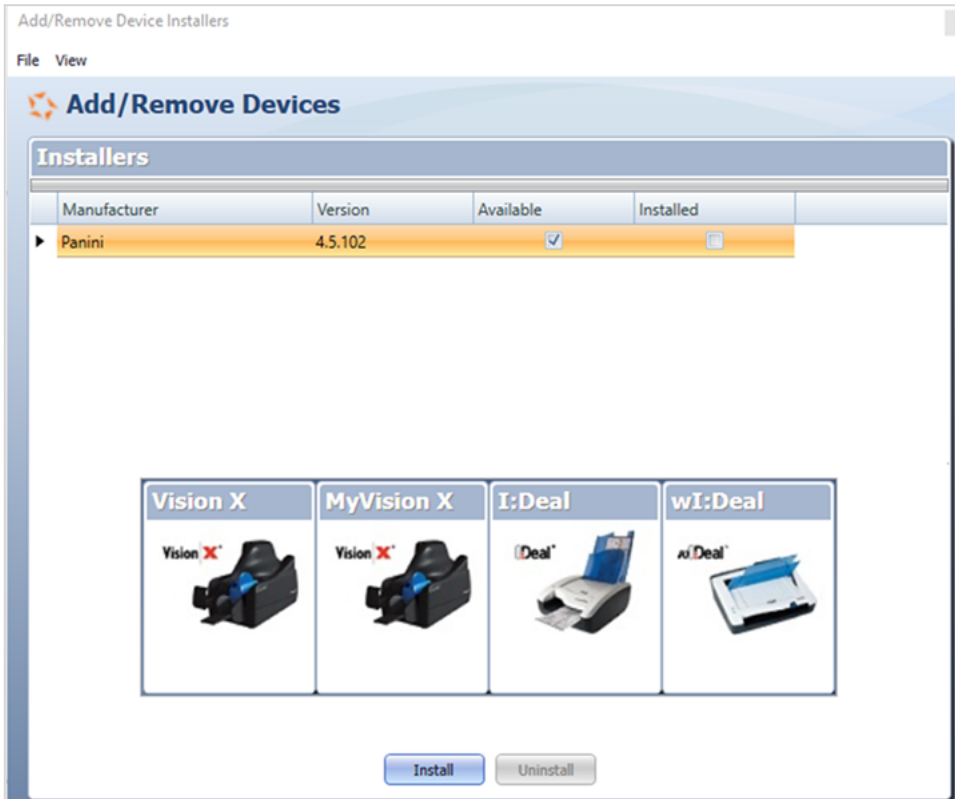 Add/Remove Device Installers
File View
Add/Remove Devices
Installers
Manufacturer Version Available Installed
Panini 4.5.102
Vision X MyVision X I:Deal wI:Deal
Vision X Vision X I:Deal wI:Deal
Install Uninstall